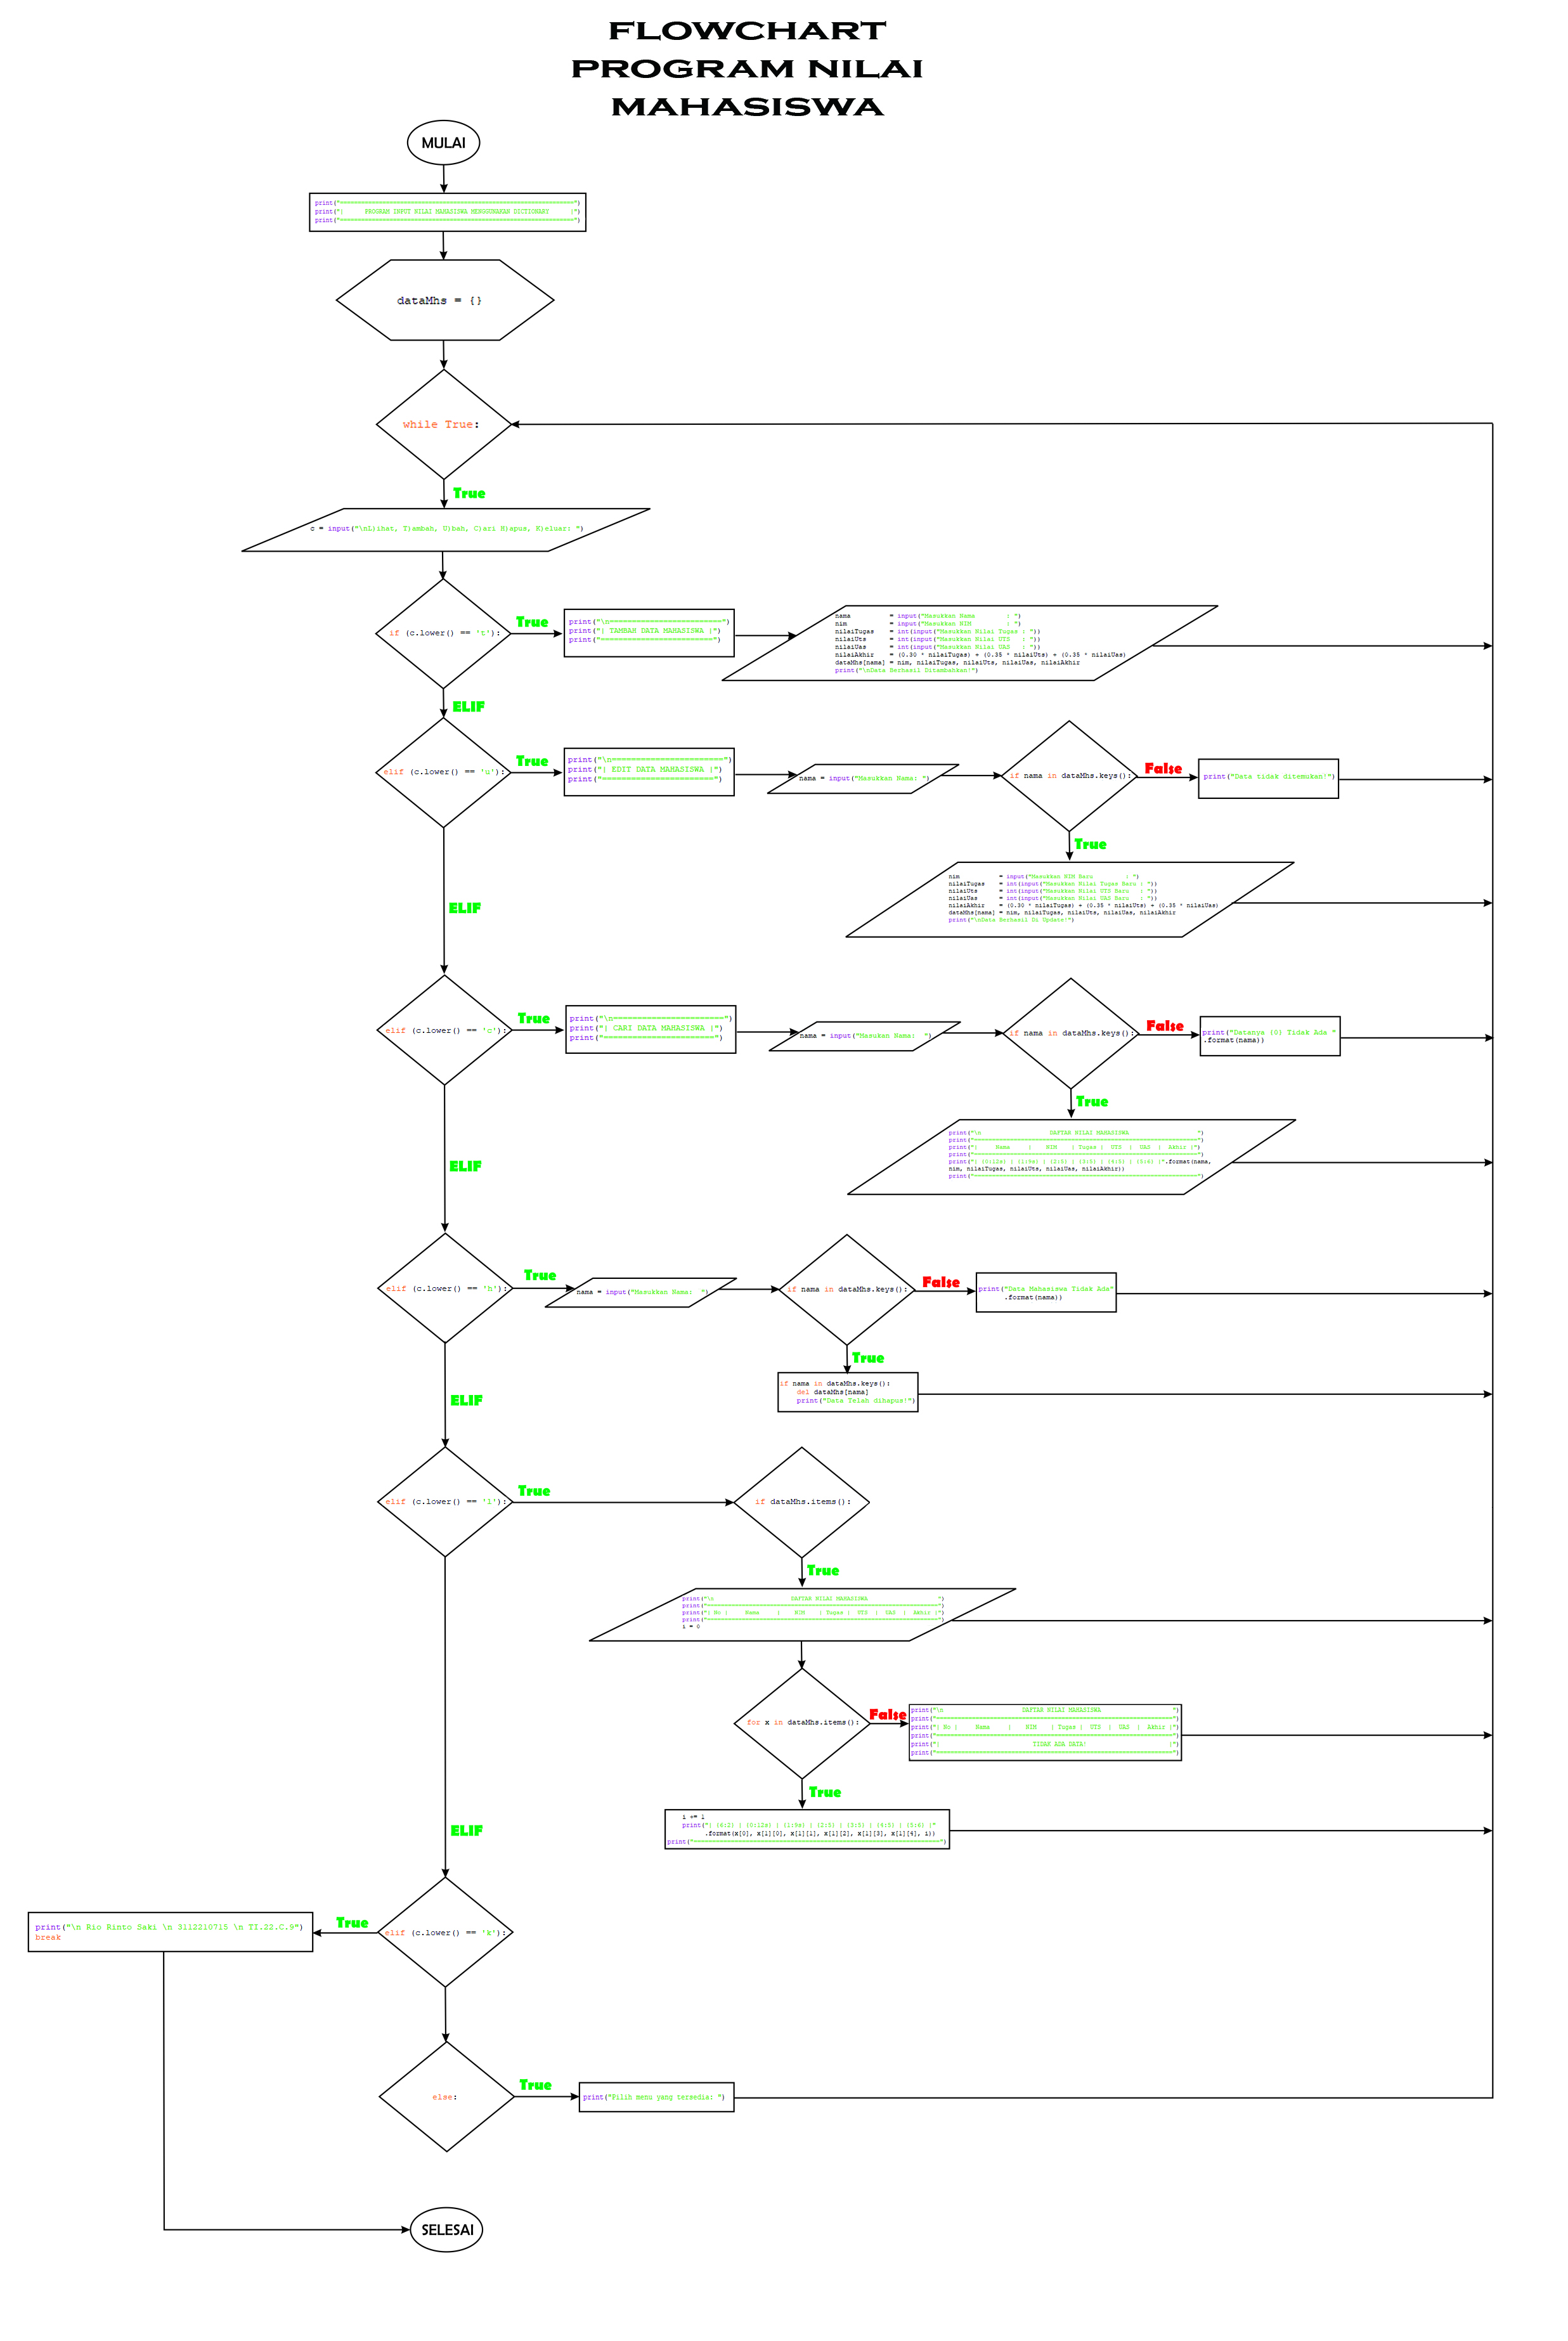 FLOWCHART
PROGRAM NILAI
MAHASISWA
MULAI
print("=================================================================")
print("|      PROGRAM INPUT NILAI MAHASISWA MENGGUNAKAN DICTIONARY      |")
print("=================================================================")
dataMhs = {}
while True:
True
c = input("\nL)ihat, T)ambah, U)bah, C)ari H)apus, K)eluar: ")
if (c.lower() == 't'):
True
print("\n=======================")
print("| TAMBAH DATA MAHASISWA |")
print("=======================")
nama          = input("Masukkan Nama        : ")
nim           = input("Masukkan NIM         : ")
nilaiTugas    = int(input("Masukkan Nilai Tugas : "))
nilaiUts      = int(input("Masukkan Nilai UTS   : "))
nilaiUas      = int(input("Masukkan Nilai UAS   : "))
nilaiAkhir    = (0.30 * nilaiTugas) + (0.35 * nilaiUts) + (0.35 * nilaiUas)
dataMhs[nama] = nim, nilaiTugas, nilaiUts, nilaiUas, nilaiAkhir
print("\nData Berhasil Ditambahkan!")
ELIF
elif (c.lower() == 'u'):
True
print("\n=======================")
print("| EDIT DATA MAHASISWA |")
print("=======================")
nama = input("Masukkan Nama: ")
if nama in dataMhs.keys():
False
print("Data tidak ditemukan!")
True
nim           = input("Masukkan NIM Baru         : ")
nilaiTugas    = int(input("Masukkan Nilai Tugas Baru : "))
nilaiUts      = int(input("Masukkan Nilai UTS Baru   : "))
nilaiUas      = int(input("Masukkan Nilai UAS Baru   : "))
nilaiAkhir    = (0.30 * nilaiTugas) + (0.35 * nilaiUts) + (0.35 * nilaiUas)
dataMhs[nama] = nim, nilaiTugas, nilaiUts, nilaiUas, nilaiAkhir
print("\nData Berhasil Di Update!")
ELIF
elif (c.lower() == 'c'):
True
print("\n=======================")
print("| CARI DATA MAHASISWA |")
print("=======================")
nama = input("Masukan Nama:  ")
if nama in dataMhs.keys():
False
print("Datanya {0} Tidak Ada "
.format(nama))
True
print("\n                   DAFTAR NILAI MAHASISWA                   ")
print("==============================================================")
print("|     Nama     |    NIM    | Tugas |  UTS  |  UAS  |  Akhir |")
print("==============================================================")
print("| {0:12s} | {1:9s} | {2:5} | {3:5} | {4:5} | {5:6} |".format(nama,
nim, nilaiTugas, nilaiUts, nilaiUas, nilaiAkhir))
print("==============================================================")
ELIF
elif (c.lower() == 'h'):
True
nama = input("Masukkan Nama:  ")
if nama in dataMhs.keys():
False
print("Data Mahasiswa Tidak Ada"
.format(nama))
True
if nama in dataMhs.keys():
del dataMhs[nama]
print("Data Telah dihapus!")
ELIF
elif (c.lower() == 'l'):
True
if dataMhs.items():
True
print("\n                      DAFTAR NILAI MAHASISWA                    ")
print("================================================================")
print("| No |     Nama     |    NIM    | Tugas |  UTS  |  UAS  |  Akhir |")
print("================================================================")
i = 0
for x in dataMhs.items():
False
print("\n                      DAFTAR NILAI MAHASISWA                    ")
print("==================================================================")
print("| No |     Nama     |    NIM    | Tugas |  UTS  |  UAS  |  Akhir |")
print("==================================================================")
print("|                          TIDAK ADA DATA!                       |")
print("==================================================================")
True
i += 1
print("| {6:2} | {0:12s} | {1:9s} | {2:5} | {3:5} | {4:5} | {5:6} |"
.format(x[0], x[1][0], x[1][1], x[1][2], x[1][3], x[1][4], i))
print("====================================================================")
ELIF
elif (c.lower() == 'k'):
True
print("\n Rio Rinto Saki \n 3112210715 \n TI.22.C.9")
break
else:
True
print("Pilih menu yang tersedia: ")
SELESAI